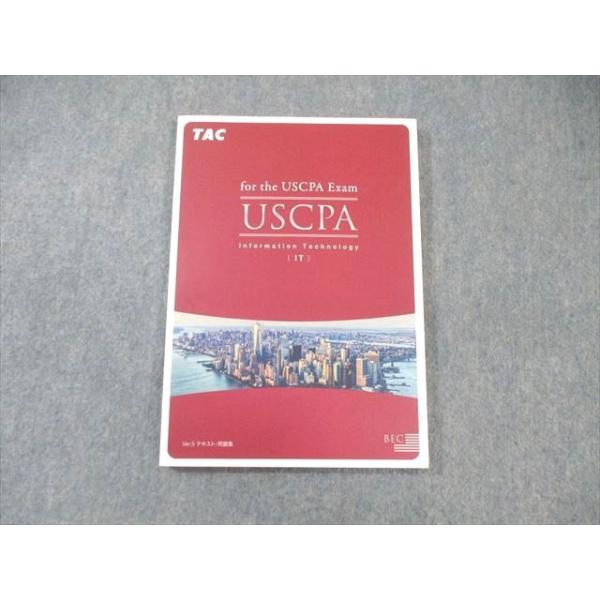 TAC
for the USCPA Exam
USCPA
Information Technology
[ IT ]
Ver.5 テキスト・問題集
BEC